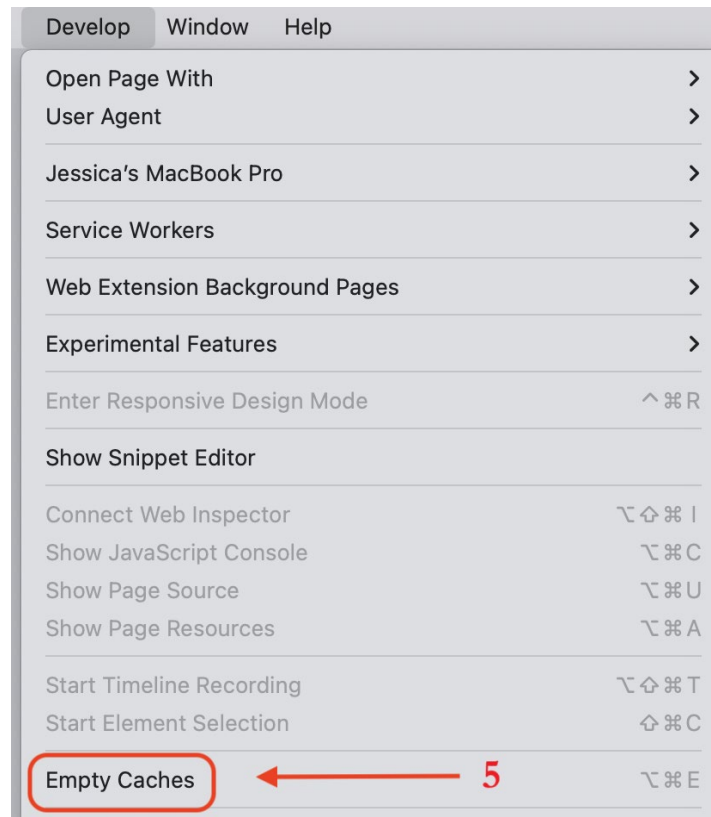 Develop Window Help
Open Page With
User Agent
Jessica’s MacBook Pro
Service Workers
Web Extension Background Pages
Experimental Features
Enter Responsive Design Mode ^⌘R
Show Snippet Editor
Connect Web Inspector ⌥⇧⌘I
Show JavaScript Console ⌥⌘C
Show Page Source ⌥⌘U
Show Page Resources ⌥⌘A
Start Timeline Recording ⌥⇧⌘T
Start Element Selection ⇧⌘C
Empty Caches 5 ⌥⌘E